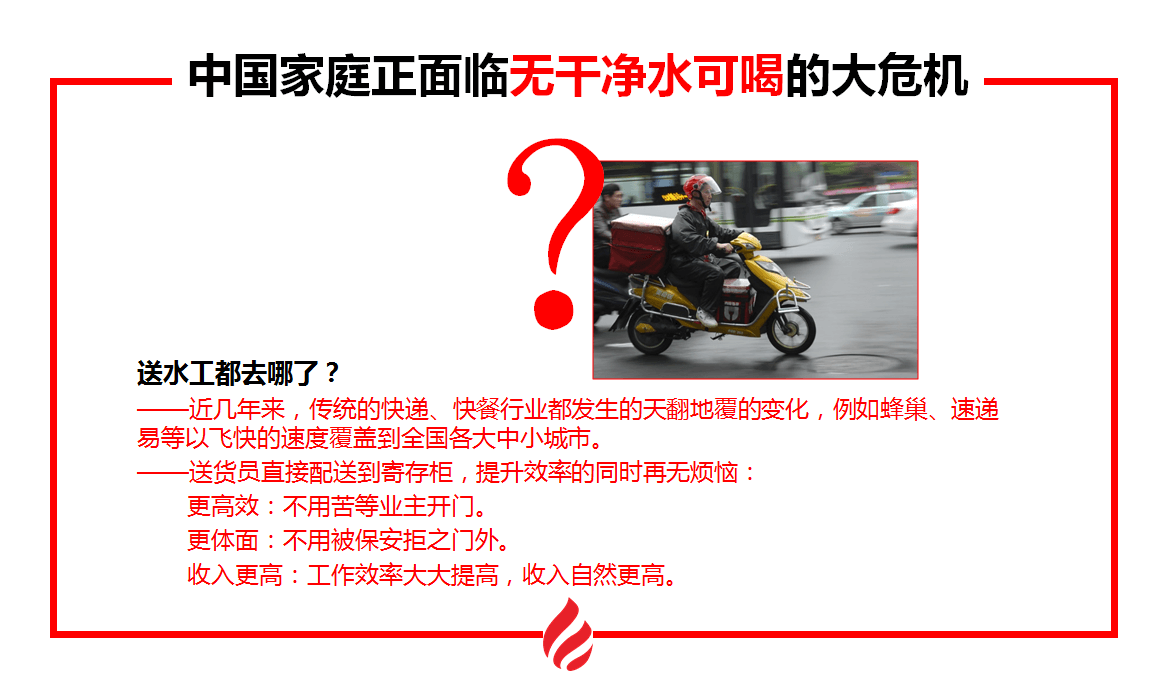 中国家庭正面临无干净水可喝的大危机
?
送水工都去哪了？
——近几年来，传统的快递、快餐行业都发生的天翻地覆的变化，例如蜂巢、速递
易等以飞快的速度覆盖到全国各大中小城市。
——送货员直接配送到寄存柜，提升效率的同时再无烦恼：
更高效：不用苦等业主开门。
更体面：不用被保安拒之门外。
收入更高：工作效率大大提高，收入自然更高。